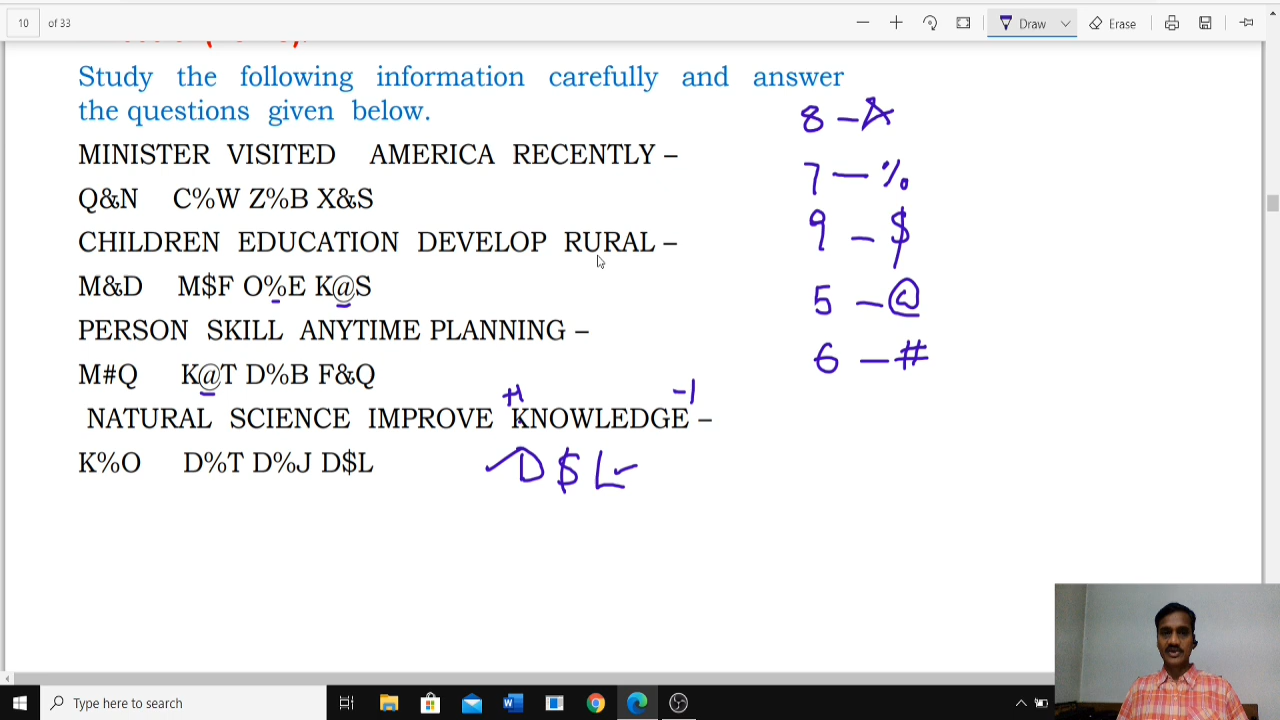 10 of 33
Draw
Erase
Study the following information carefully and answer
the questions given below.
MINISTER VISITED AMERICA RECENTLY –
Q&N C%W Z%B X&S
CHILDREN EDUCATION DEVELOP RURAL –
M&D M$F O%E K@S
PERSON SKILL ANYTIME PLANNING –
M#Q K@T D%B F&Q
+1 -1
NATURAL SCIENCE IMPROVE KNOWLEDGE –
K%O D%T D%J D$L
D $ L
8 – ☆
7 – %
9 – $
5 – @
6 – #
Type here to search